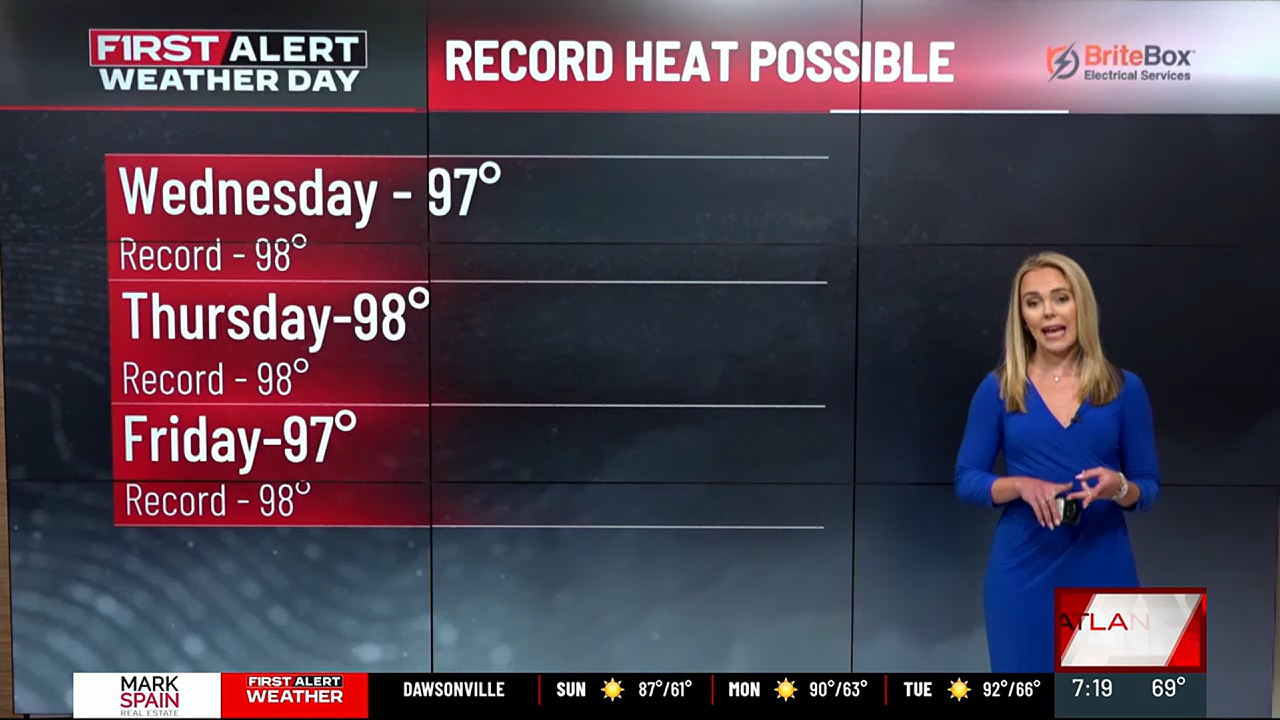 FIRST ALERT
WEATHER DAY
RECORD HEAT POSSIBLE
BriteBox
Electrical Services
Wednesday - 97°
Record - 98°
Thursday-98°
Record - 98°
Friday-97°
Record - 98°
ATLAN
MARK
SPAIN
REAL ESTATE
FIRST ALERT
WEATHER
DAWSONVILLE
SUN 87°/61°
MON 90°/63°
TUE 92°/66°
7:19 69°